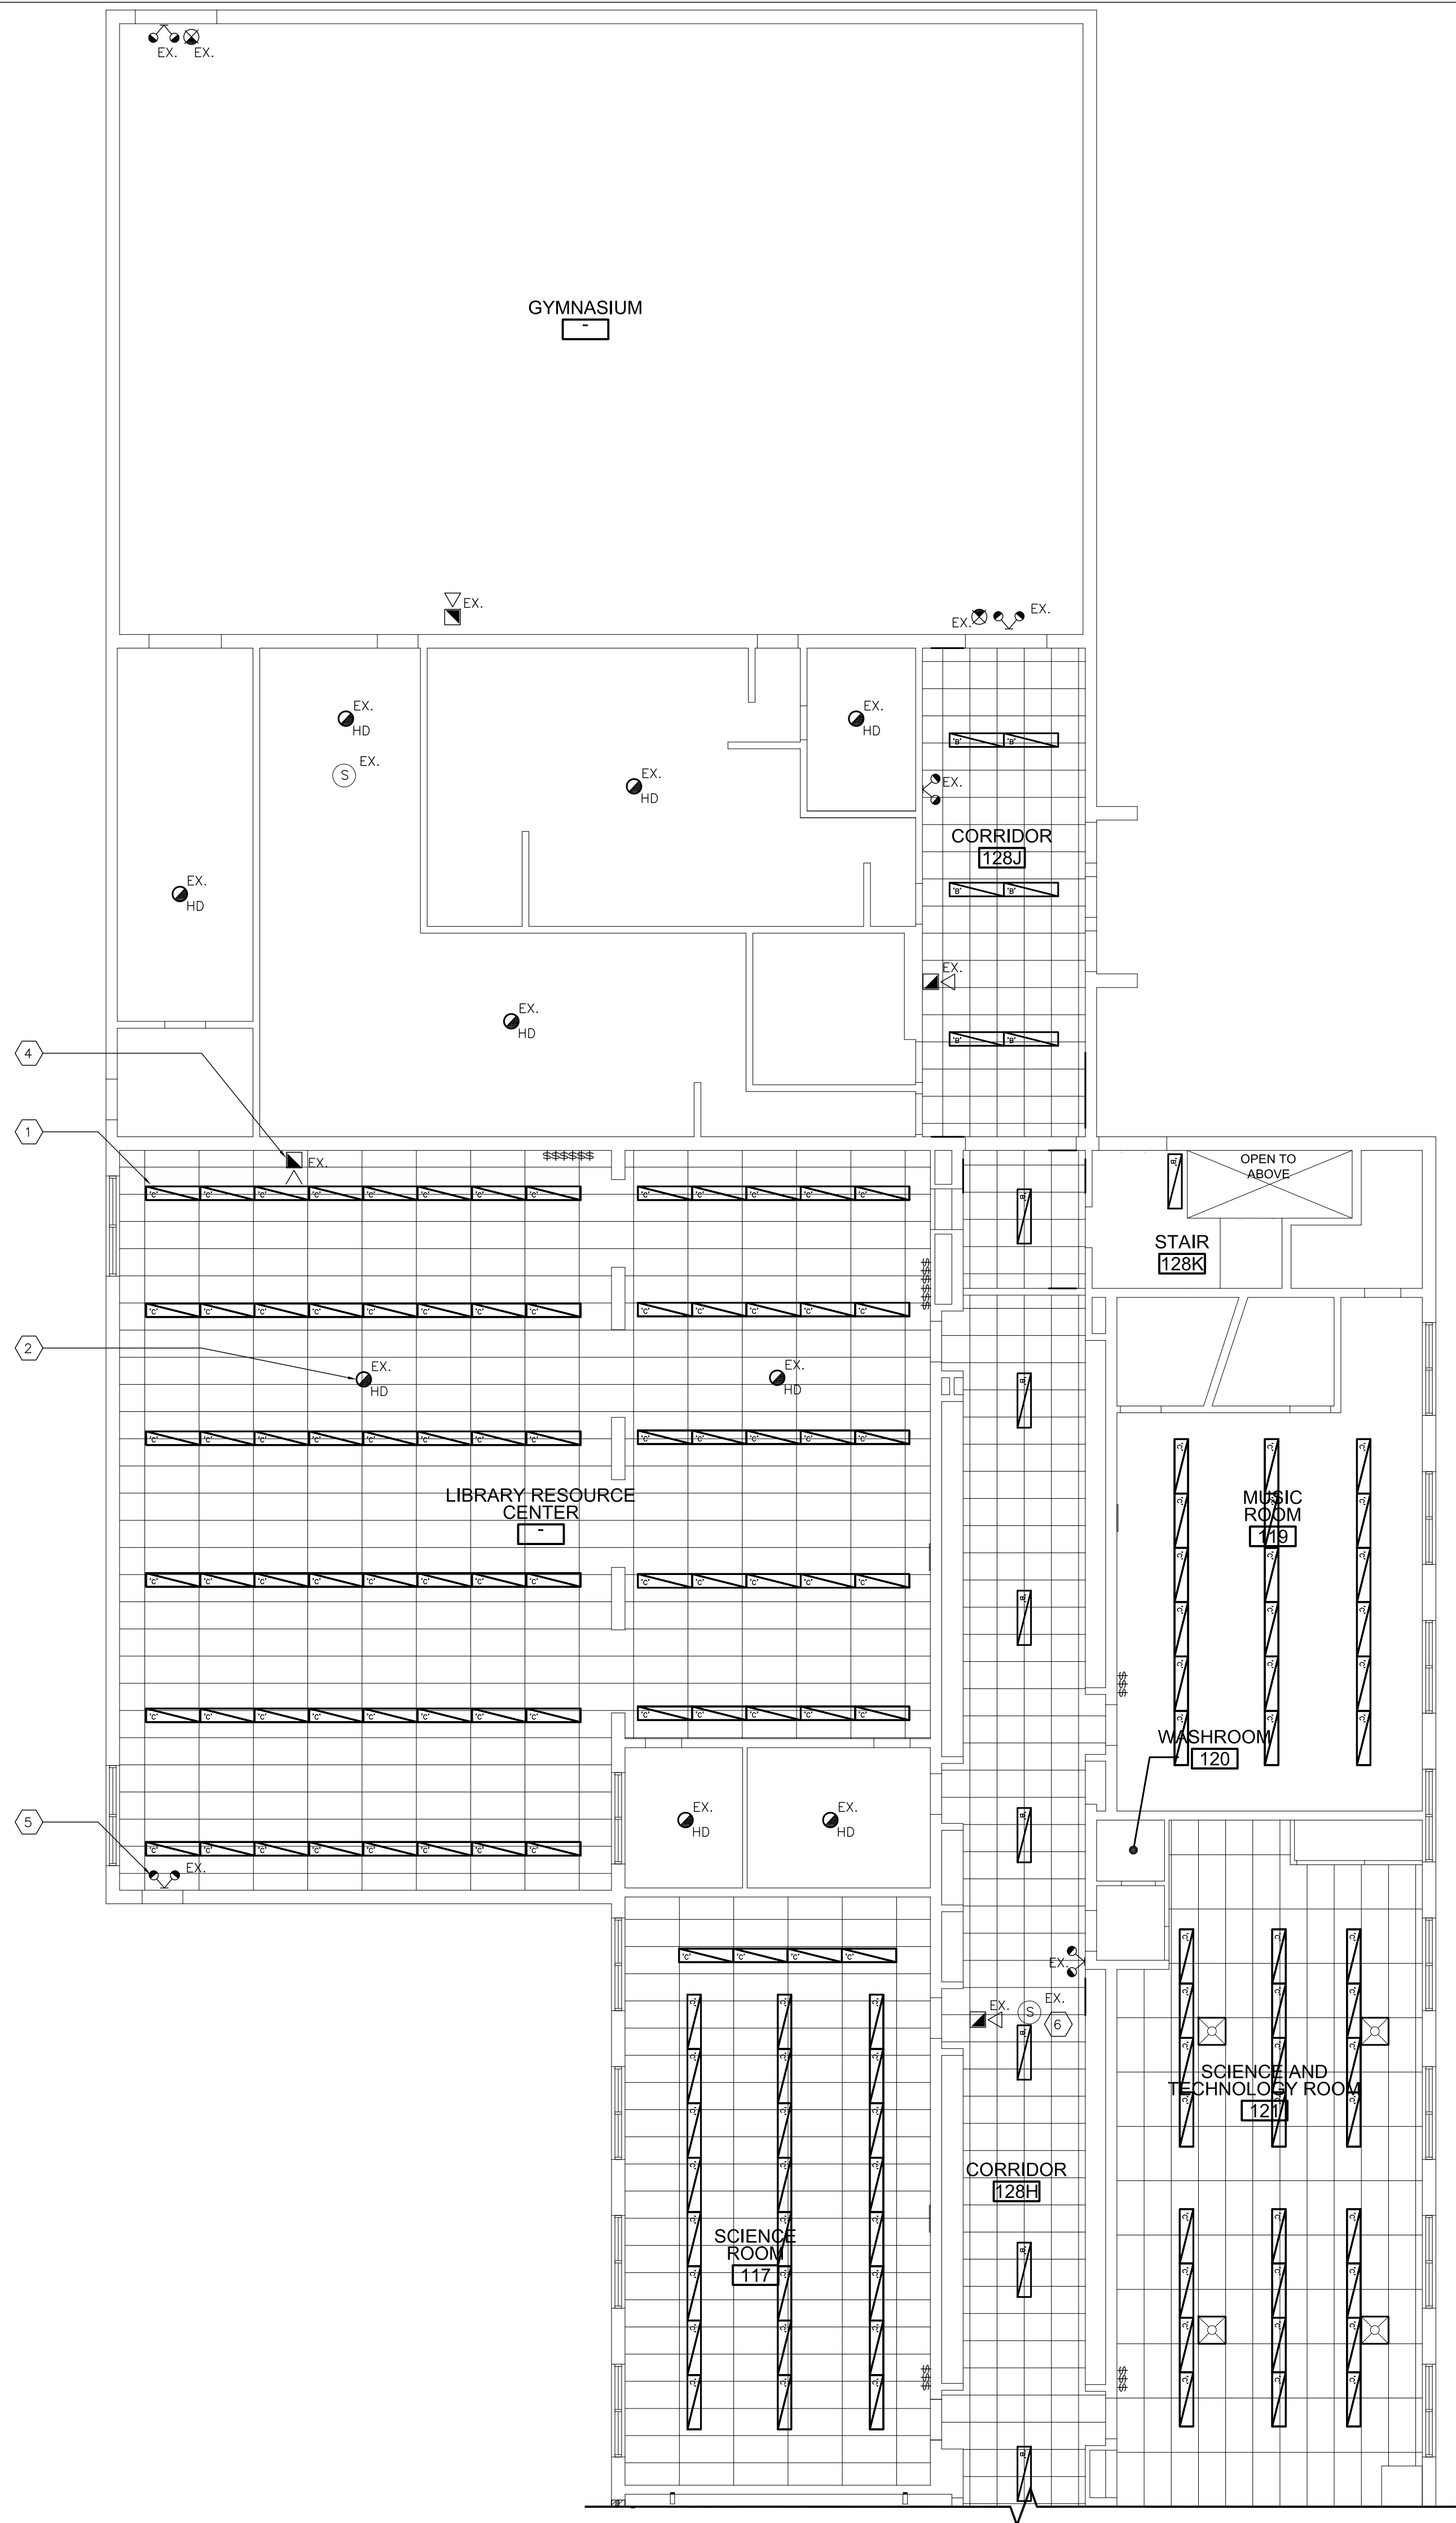 EX. EX.
GYMNASIUM
-
EX.
EX. EX.
EX.
HD
EX.
HD
EX.
S
EX.
HD
EX.
'B' 'B'
CORRIDOR
128J
EX.
HD
'B' 'B'
EX.
EX.
HD
'B' 'B'
4
1
EX.
$$$$$$
'C' 'C' 'C' 'C' 'C' 'C' 'C' 'C' 'C' 'C' 'C' 'C' 'C'
'B'
'B'
OPEN TO
ABOVE
STAIR
128K
$$$$$$
'C' 'C' 'C' 'C' 'C' 'C' 'C' 'C' 'C' 'C' 'C' 'C' 'C'
2
EX.
HD
EX.
HD
'B'
'C' 'C' 'C' 'C' 'C' 'C' 'C' 'C' 'C' 'C' 'C' 'C' 'C'
LIBRARY RESOURCE
CENTER
-
'C' 'C' 'C'
'C' 'C' 'C'
MUSIC
ROOM
119
'C' 'C' 'C'
'C' 'C' 'C'
'C' 'C' 'C'
'C' 'C' 'C'
'C' 'C' 'C' 'C' 'C' 'C' 'C' 'C' 'C' 'C' 'C' 'C' 'C'
'B'
$$$
'C' 'C' 'C' 'C' 'C' 'C' 'C' 'C' 'C' 'C' 'C' 'C' 'C'
WASHROOM
120
5
EX.
HD
EX.
HD
'B'
'C' 'C' 'C' 'C' 'C' 'C' 'C' 'C'
EX.
'C' 'C' 'C' 'C'
EX.
EX.
S
EX.
6
'B'
'C' 'C' 'C'
'C' 'C' 'C'
'C' 'C' 'C'
'C' 'C' 'C'
SCIENCE AND
TECHNOLOGY ROOM
121
CORRIDOR
128H
'B'
'C' 'C' 'C'
'C' 'C' 'C'
'C' 'C' 'C'
'C' 'C' 'C'
'C' 'C' 'C'
SCIENCE
ROOM
117
'C' 'C' 'C'
'C' 'C' 'C'
'C' 'C' 'C'
'C' 'C' 'C'
'C' 'C' 'C'
'C' 'C' 'C'
'C' 'C' 'C'
$$$
$$$
'B'